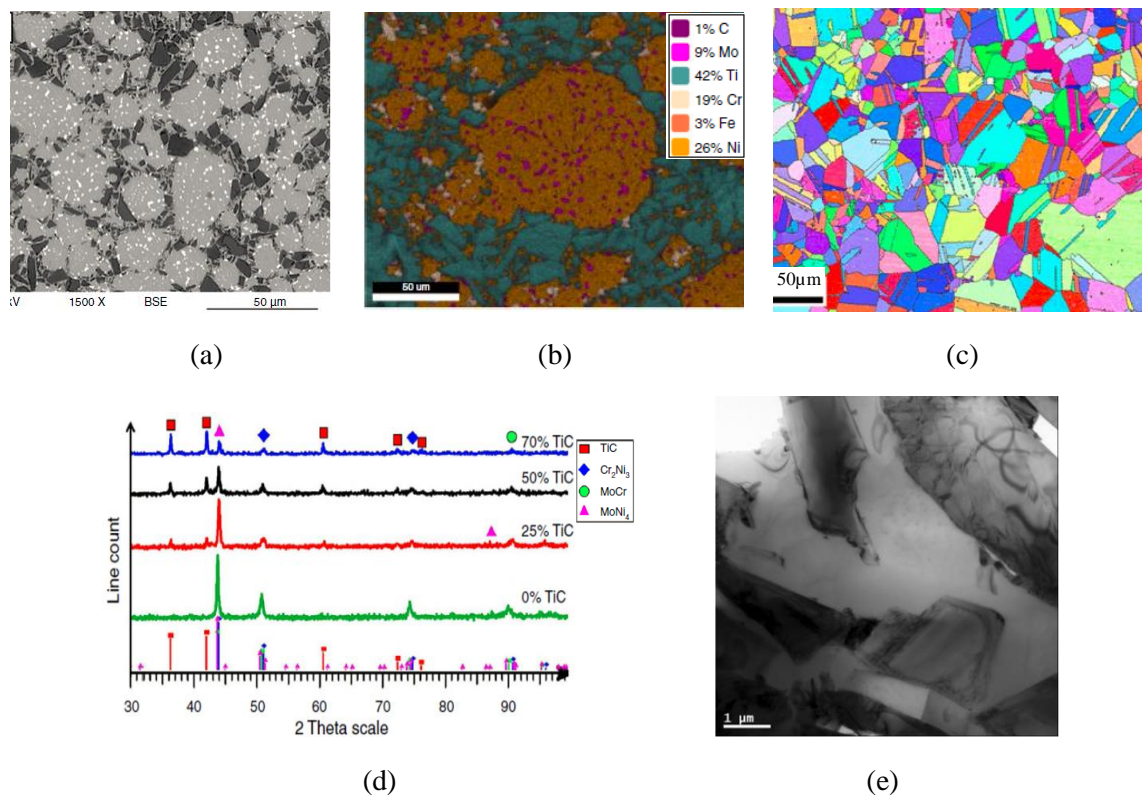 kV 1500 X BSE 50 µm
(a)
1% C
9% Mo
42% Ti
19% Cr
3% Fe
26% Ni
50 um
(b)
50µm
(c)
Line count
70% TiC
50% TiC
25% TiC
0% TiC
TiC
Cr₂Ni₃
MoCr
MoNi₄
30 40 50 60 70 80 90
2 Theta scale
(d)
1 µm
(e)